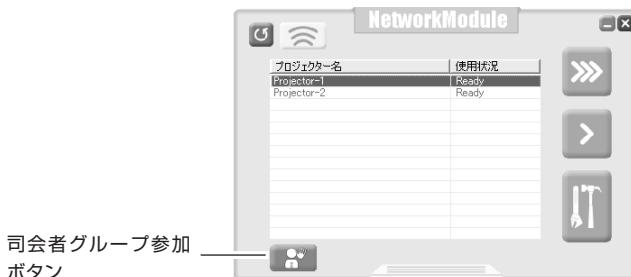 NetworkModule
プロジェクター名 使用状況
Projector-1 Ready
Projector-2 Ready
司会者グループ参加
ボタン